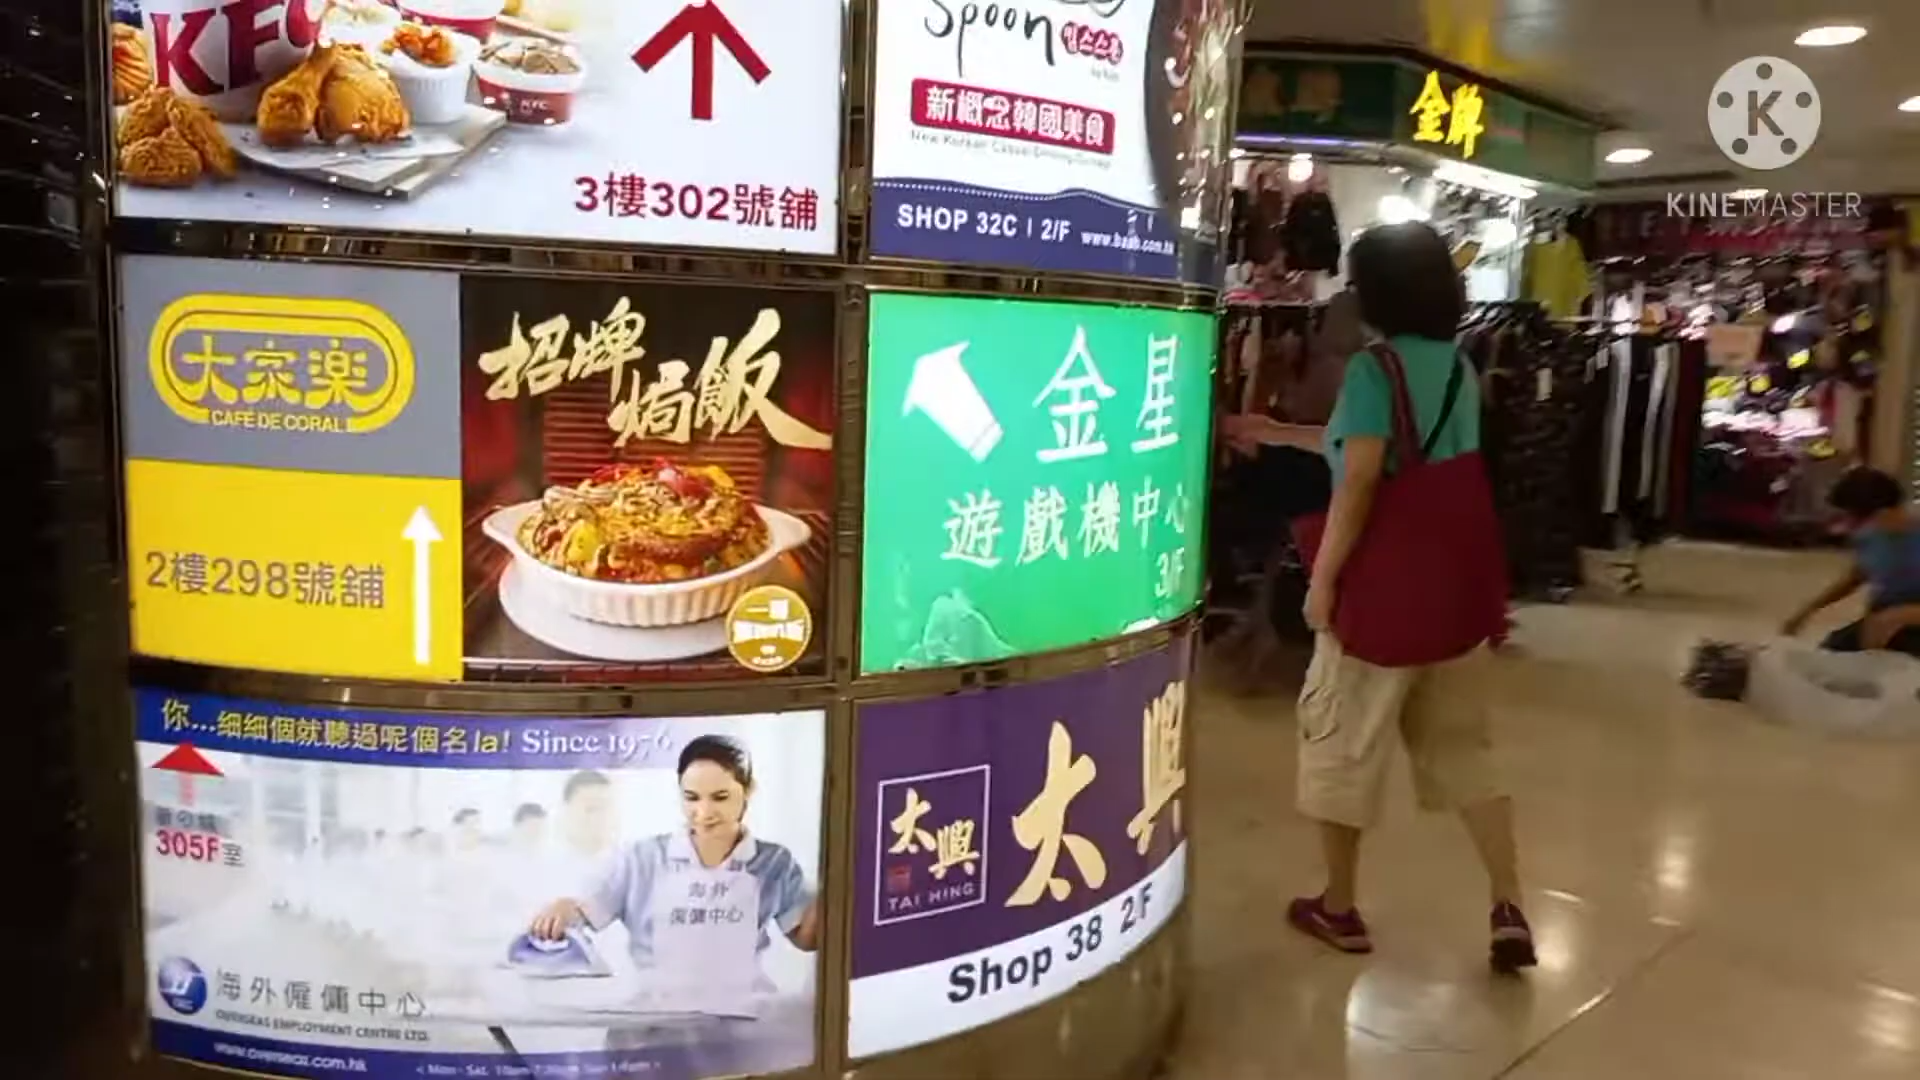 KFC
3樓302號舖
Spoon
新概念韓國美食
New Korean Casual Dining Group
SHOP 32C | 2/F
大家樂
CAFÉ DE CORAL
2樓298號舖
招牌
焗飯
金星
遊戲機中心
3/F
你...細細個就聽過呢個名la! Since 1976
305F室
海外
僱傭中心
海外僱傭中心
OVERSEAS EMPLOYMENT CENTRE LTD.
www.overseas.com.hk
太興
TAI HING
太興
Shop 38 2/F
金牌
K
KINEMASTER